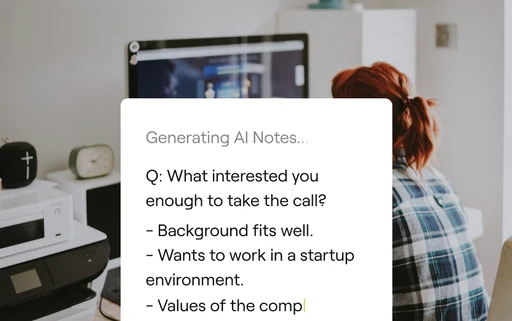 Generating AI Notes...
Q: What interested you
enough to take the call?
- Background fits well.
- Wants to work in a startup
environment.
- Values of the comp